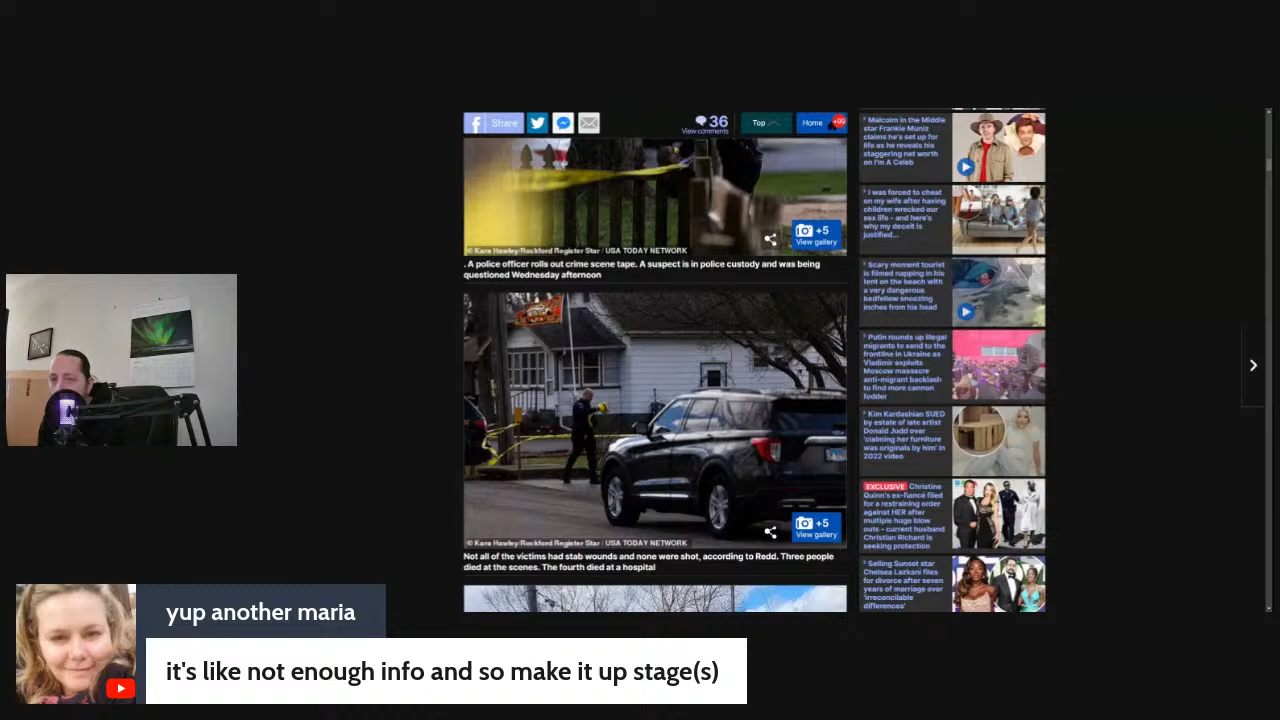 Share
36
View comments
Top
Home
+99
+5
View gallery
© Kara Hawley/Rockford Register Star / USA TODAY NETWORK
. A police officer rolls out crime scene tape. A suspect is in police custody and was being
questioned Wednesday afternoon
+5
View gallery
© Kara Hawley/Rockford Register Star / USA TODAY NETWORK
Not all of the victims had stab wounds and none were shot, according to Redd. Three people
died at the scenes. The fourth died at a hospital
Malcolm in the Middle
star Frankie Muniz
claims he's set up for
life as he reveals his
staggering net worth
on I'm A Celeb
I was forced to cheat
on my wife after having
children wrecked our
sex life - and here's
why my deceit is
justified...
Scary moment tourist
is filmed napping in his
tent on the beach with
a very dangerous
bedfellow snoozing
inches from his head
Putin rounds up illegal
migrants to send to the
frontline in Ukraine as
Vladimir exploits
Moscow massacre
anti-migrant backlash
to find more cannon
fodder
Kim Kardashian SUED
by estate of late artist
Donald Judd over
'claiming her furniture
was originals by him' in
2022 video
EXCLUSIVE Christine
Quinn's ex-fiancé filed
for a restraining order
against HER after
multiple huge blow
outs - current husband
Christian Richard is
seeking protection
Selling Sunset star
Chelsea Lazkani files
for divorce after seven
years of marriage over
'irreconcilable
differences'
yup another maria
it's like not enough info and so make it up stage(s)